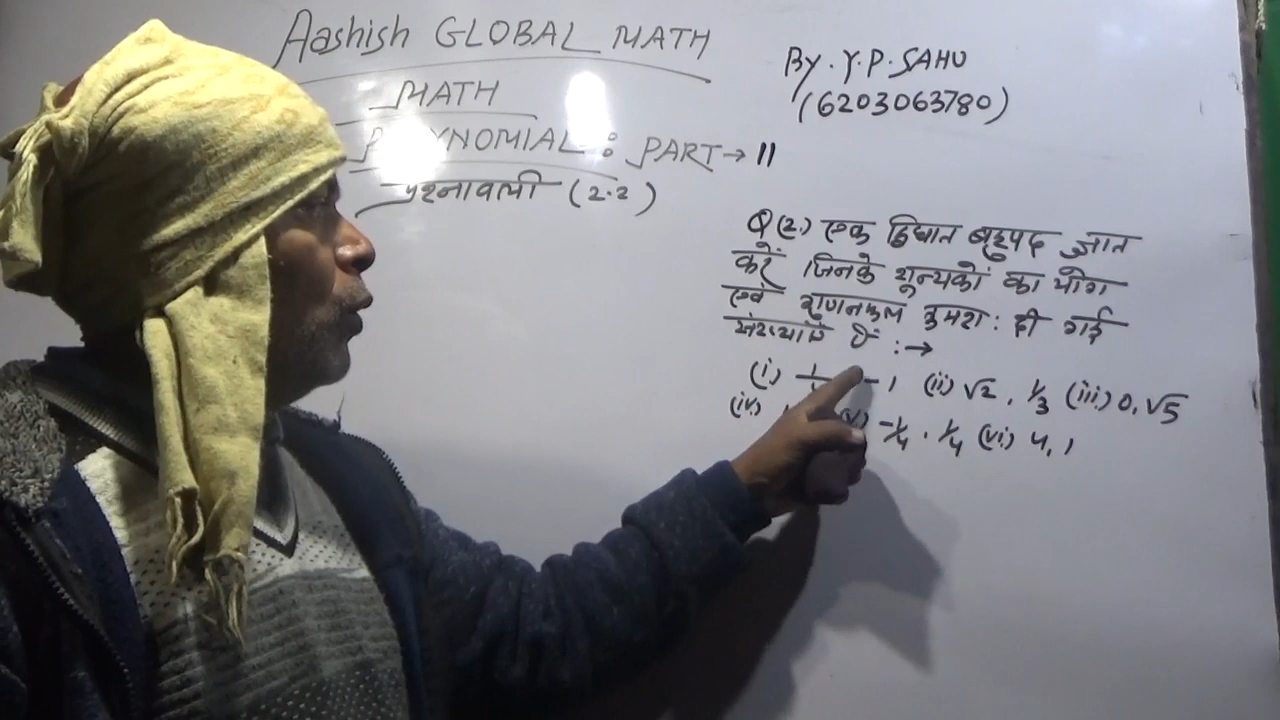 Aashish GLOBAL MATH
MATH
POLYNOMIAL : PART → 11
प्रश्नावली (2.2)
By. Y.P. SAHU
(6203063780)
Q (2.) एक द्विघात बहुपद ज्ञात
करें जिनके शून्यकों का योग
एवं गुणनफल क्रमश: दी गई
संख्याएँ हैं :→
(i) 1 - 1 (ii) √2, 1/3 (iii) 0, √5
(iv) (v) -1/4, 1/4 (vi) 4, 1